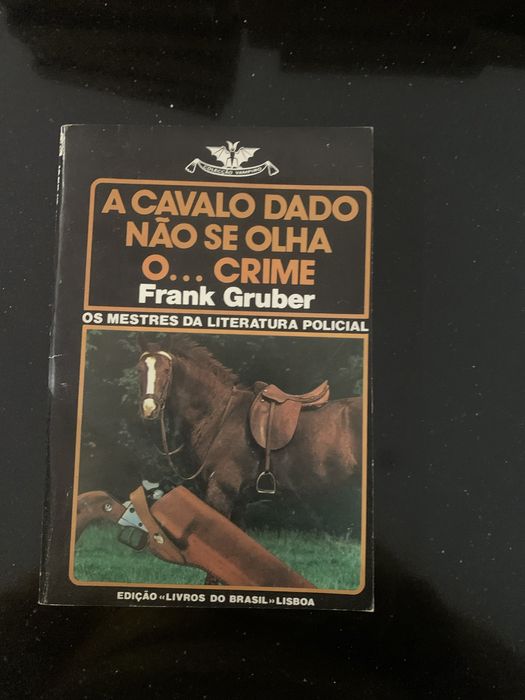 COLECÇÃO VAMPIRO
A CAVALO DADO
NÃO SE OLHA
O... CRIME
Frank Gruber
OS MESTRES DA LITERATURA POLICIAL
EDIÇÃO «LIVROS DO BRASIL» LISBOA